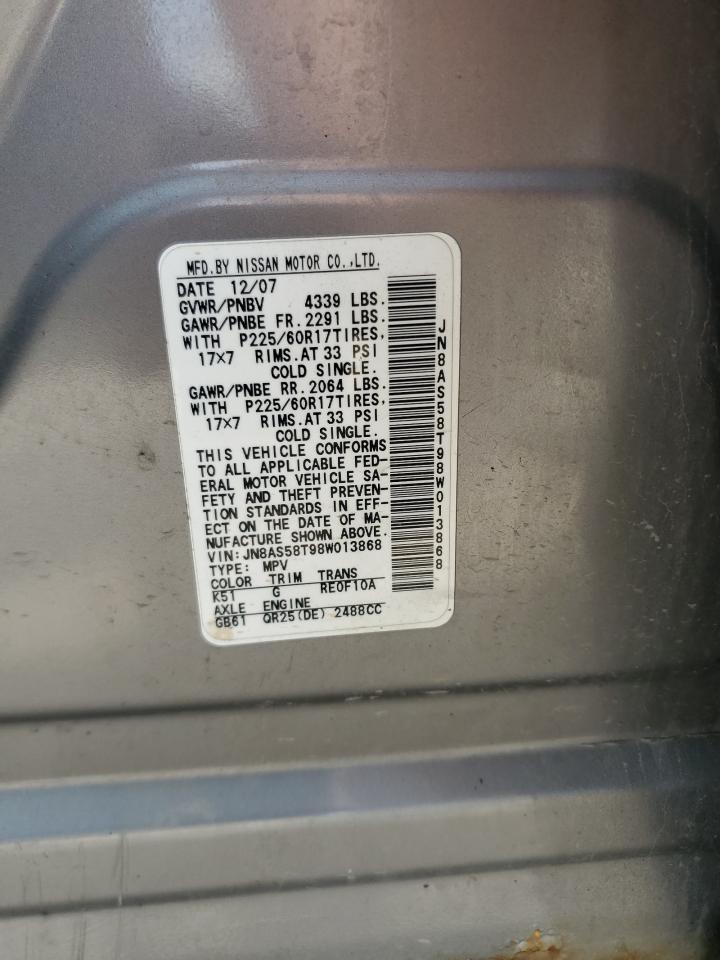 MFD.BY NISSAN MOTOR CO.,LTD.
DATE 12/07
GVWR/PNBV 4339 LBS.
GAWR/PNBE FR.2291 LBS.
WITH P225/60R17TIRES,
17×7 RIMS.AT 33 PSI
COLD SINGLE.
GAWR/PNBE RR.2064 LBS.
WITH P225/60R17TIRES,
17×7 RIMS.AT 33 PSI
COLD SINGLE.
THIS VEHICLE CONFORMS
TO ALL APPLICABLE FED-
ERAL MOTOR VEHICLE SA-
FETY AND THEFT PREVEN-
TION STANDARDS IN EFF-
ECT ON THE DATE OF MA-
NUFACTURE SHOWN ABOVE.
VIN:JN8AS58T98W013868
TYPE: MPV
COLOR TRIM TRANS
K51 G RE0F10A
AXLE ENGINE
GB61 QR25(DE) 2488CC
JN8AS58T98W013868